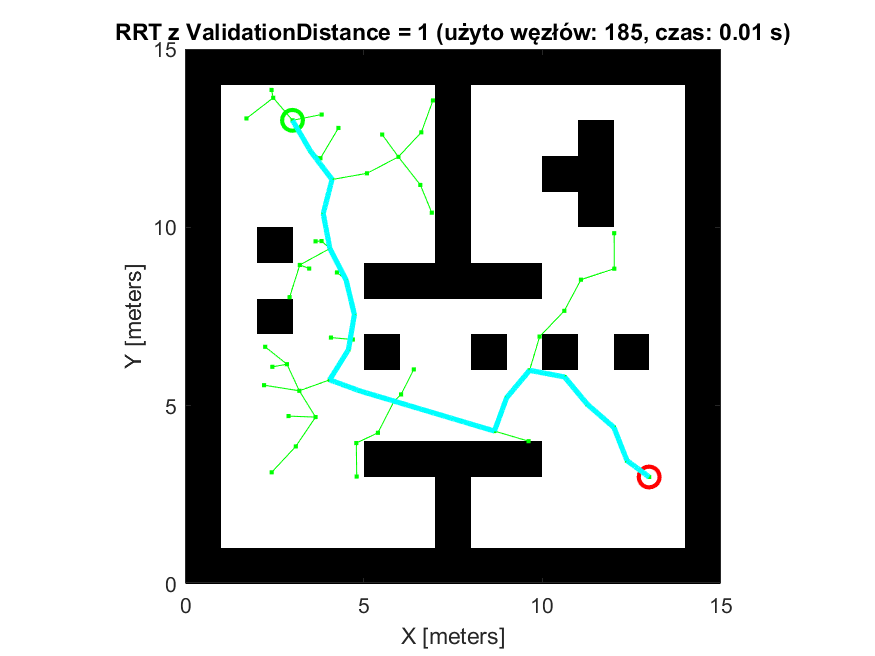 RRT z ValidationDistance = 1 (użyto węzłów: 185, czas: 0.01 s)
15
10
5
0
Y [meters]
0 5 10 15
X [meters]